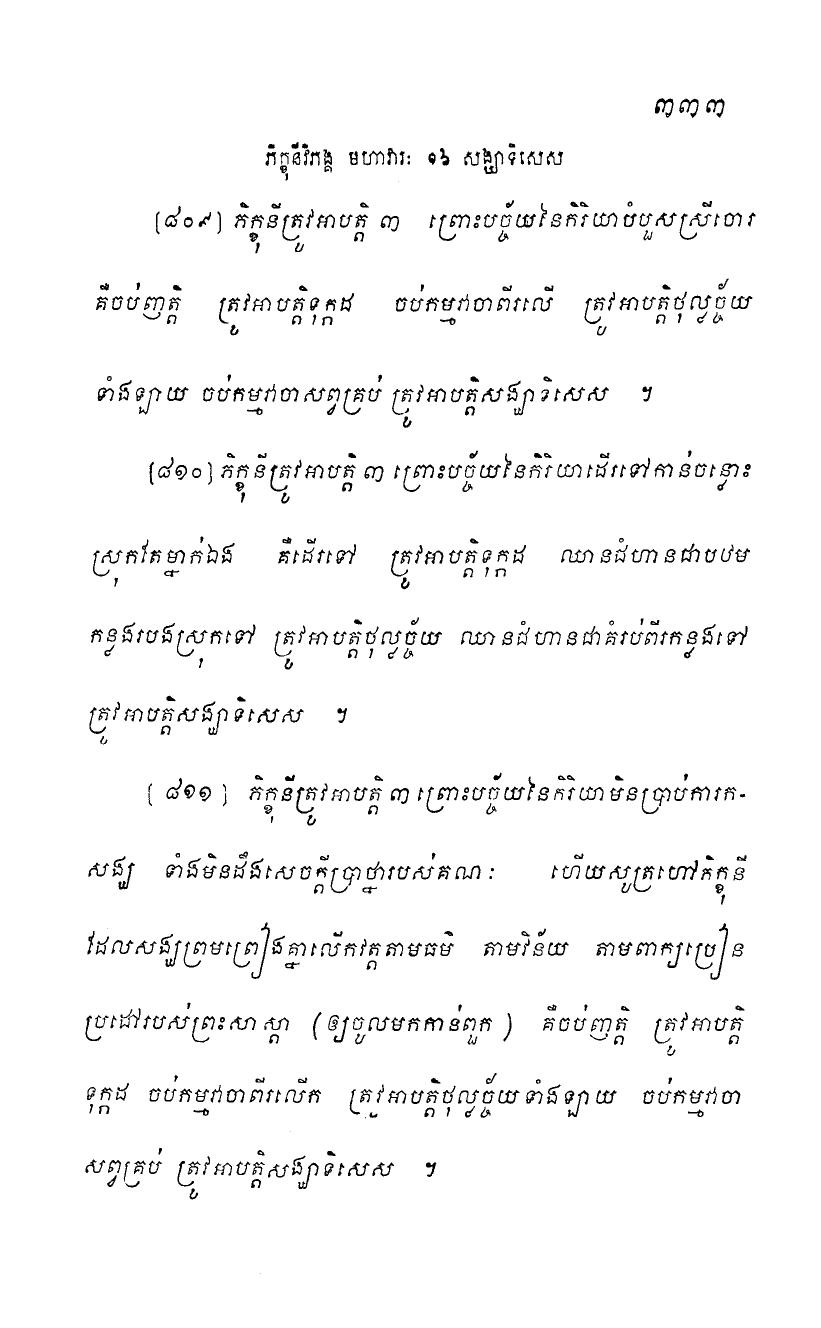 ៣៣៣
ភិក្ខុនីវិភង្គ មហាវារៈ ១៦ សង្ឃាទិសេស
[៨០៩] ភិក្ខុនីត្រូវអាបត្តិ ៣ ព្រោះបច្ច័យនៃកិរិយាបំបួសស្រីចោរ
គឺចប់ញត្តិ ត្រូវអាបត្តិទុក្កដ ចប់កម្មវាចាពីរលើ ត្រូវអាបត្តិថុល្លច្ច័យ
ទាំងឡាយ ចប់កម្មវាចាសព្វគ្រប់ ត្រូវអាបត្តិសង្ឃាទិសេស ។
[៨១០] ភិក្ខុនីត្រូវអាបត្តិ ៣ ព្រោះបច្ច័យនៃកិរិយាដើរទៅកាន់ចន្លោះ
ស្រុកតែម្នាក់ឯង គឺដើរទៅ ត្រូវអាបត្តិទុក្កដ ឈានជំហានជាបឋម
កន្លងរបងស្រុកទៅ ត្រូវអាបត្តិថុល្លច្ច័យ ឈានជំហានជាគំរប់ពីរកន្លងទៅ
ត្រូវអាបត្តិសង្ឃាទិសេស ។
[៨១១] ភិក្ខុនីត្រូវអាបត្តិ ៣ ព្រោះបច្ច័យនៃកិរិយាមិនប្រាប់ការក-
សង្ឃ ទាំងមិនដឹងសេចក្តីប្រាថ្នារបស់គណៈ ហើយសូត្រហៅភិក្ខុនី
ដែលសង្ឃព្រមព្រៀងគ្នាលើកវត្តតាមធម៌ តាមវិន័យ តាមពាក្យប្រៀន
ប្រដៅរបស់ព្រះសាស្តា (ឲ្យចូលមកកាន់ពួក) គឺចប់ញត្តិ ត្រូវអាបត្តិ
ទុក្កដ ចប់កម្មវាចាពីរលើក ត្រូវអាបត្តិថុល្លច្ច័យទាំងឡាយ ចប់កម្មវាចា
សព្វគ្រប់ ត្រូវអាបត្តិសង្ឃាទិសេស ។